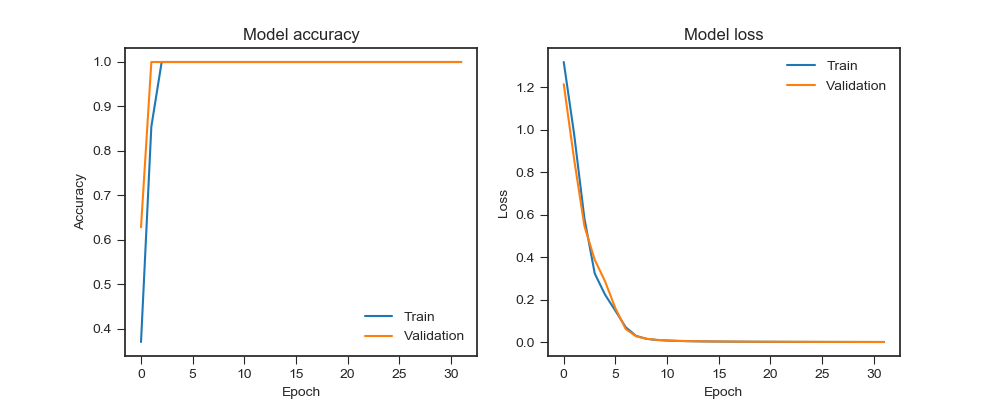 Model accuracy
1.0
0.9
0.8
0.7
0.6
0.5
0.4
Accuracy
0 5 10 15 20 25 30
Epoch
Train
Validation
Model loss
1.2
1.0
0.8
0.6
0.4
0.2
0.0
Loss
0 5 10 15 20 25 30
Epoch
Train
Validation